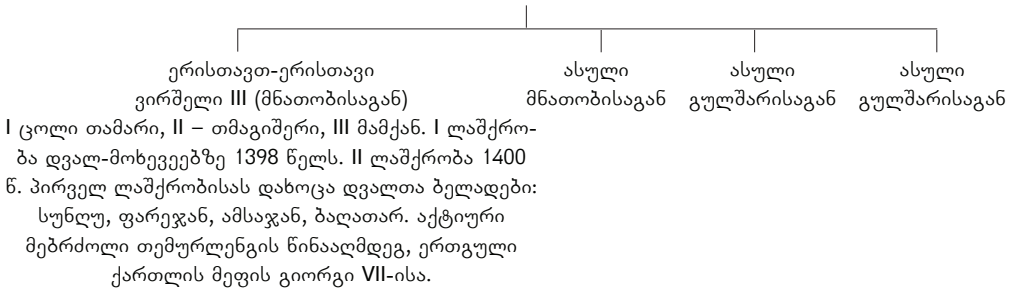 ერისთავთ-ერისთავი
ვირშელი III (მნათობისაგან)
I ცოლი თამარი, II – თმაგიშერი, III მამქან. I ლაშქრო-
ბა დვალ-მოხევეებზე 1398 წელს. II ლაშქრობა 1400
წ. პირველ ლაშქრობისას დახოცა დვალთა ბელადები:
სუნღუ, ფარეჯან, ამსაჯან, ბაღათარ. აქტიური
მებრძოლი თემურლენგის წინააღმდეგ, ერთგული
ქართლის მეფის გიორგი VII-ისა.
ასული
მნათობისაგან
ასული
გულშარისაგან
ასული
გულშარისაგან